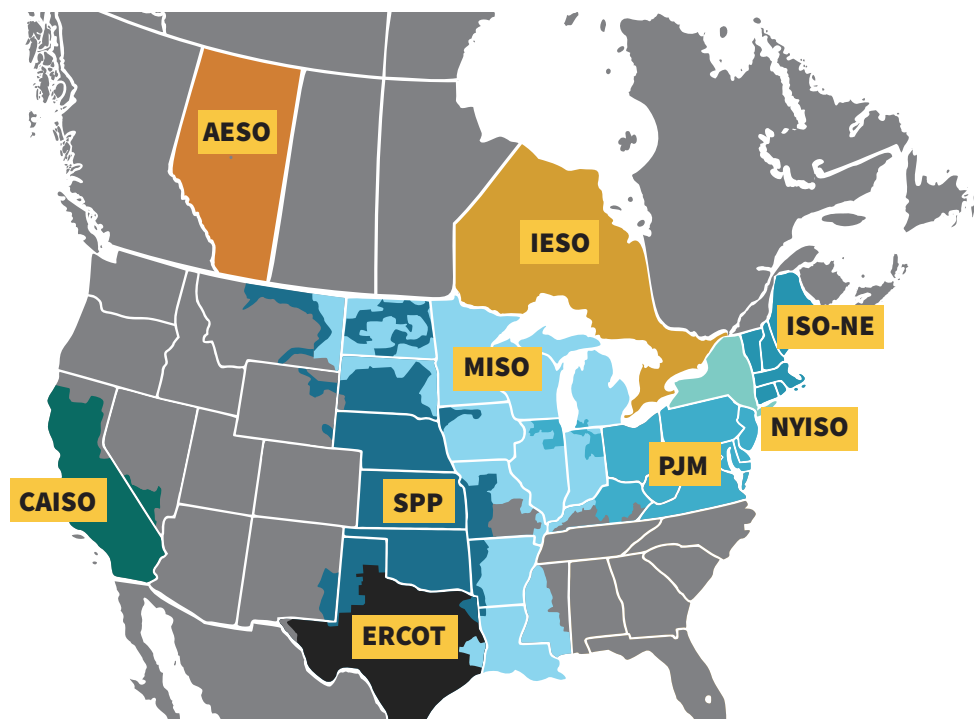 AESO
IESO
ISO-NE
MISO
NYISO
PJM
CAISO
SPP
ERCOT